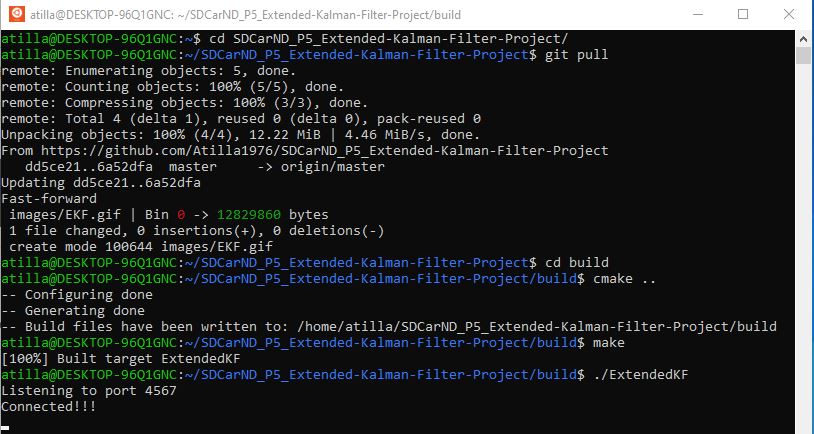 atilla@DESKTOP-96Q1GNC: ~/SDCarND_P5_Extended-Kalman-Filter-Project/build
atilla@DESKTOP-96Q1GNC:~$ cd SDCarND_P5_Extended-Kalman-Filter-Project/
atilla@DESKTOP-96Q1GNC:~/SDCarND_P5_Extended-Kalman-Filter-Project$ git pull
remote: Enumerating objects: 5, done.
remote: Counting objects: 100% (5/5), done.
remote: Compressing objects: 100% (3/3), done.
remote: Total 4 (delta 1), reused 0 (delta 0), pack-reused 0
Unpacking objects: 100% (4/4), 12.22 MiB | 4.46 MiB/s, done.
From https://github.com/Atilla1976/SDCarND_P5_Extended-Kalman-Filter-Project
   dd5ce21..6a52dfa  master     -> origin/master
Updating dd5ce21..6a52dfa
Fast-forward
 images/EKF.gif | Bin 0 -> 12829860 bytes
 1 file changed, 0 insertions(+), 0 deletions(-)
 create mode 100644 images/EKF.gif
atilla@DESKTOP-96Q1GNC:~/SDCarND_P5_Extended-Kalman-Filter-Project$ cd build
atilla@DESKTOP-96Q1GNC:~/SDCarND_P5_Extended-Kalman-Filter-Project/build$ cmake ..
-- Configuring done
-- Generating done
-- Build files have been written to: /home/atilla/SDCarND_P5_Extended-Kalman-Filter-Project/build
atilla@DESKTOP-96Q1GNC:~/SDCarND_P5_Extended-Kalman-Filter-Project/build$ make
[100%] Built target ExtendedKF
atilla@DESKTOP-96Q1GNC:~/SDCarND_P5_Extended-Kalman-Filter-Project/build$ ./ExtendedKF
Listening to port 4567
Connected!!!